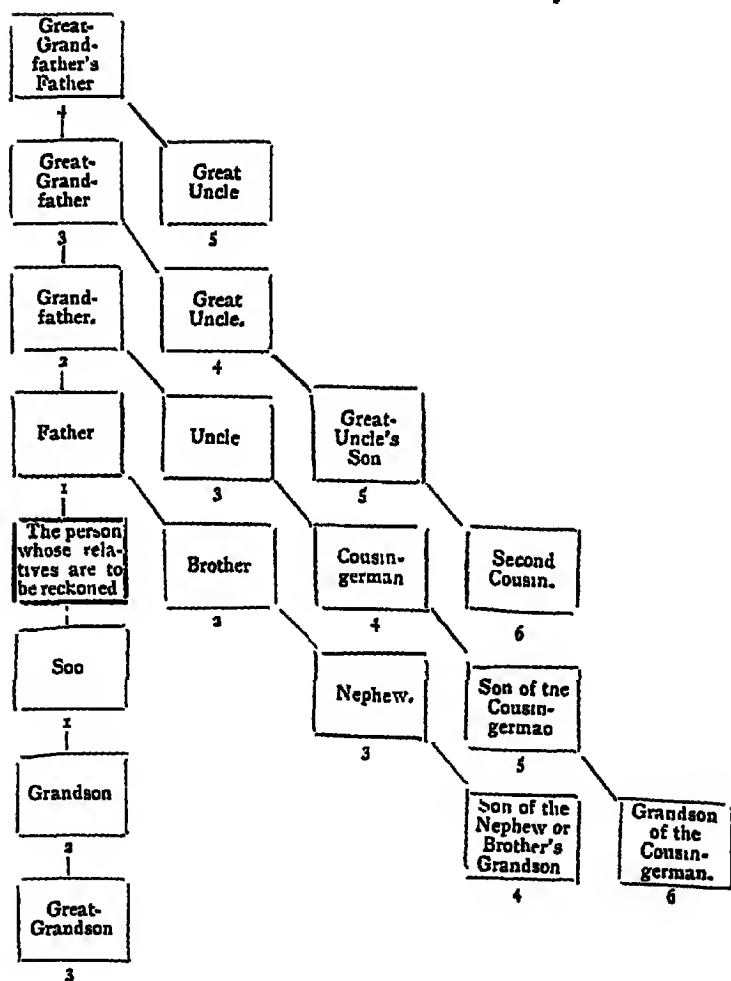 Great-
Grand-
father's
Father
4
Great-
Grand-
father
3
Great
Uncle
5
Grand-
father.
2
Great
Uncle.
4
Father
1
Uncle
3
Great-
Uncle's
Son
5
The person
whose rela-
tives are to
be reckoned
Brother
2
Cousin-
german
4
Second
Cousin.
6
Soo
1
Nephew.
3
Son of tne
Cousin-
germao
5
Grandson
2
Son of the
Nephew or
Brother's
Grandson
4
Grandson
of the
Cousin-
german.
6
Great-
Grandson
3